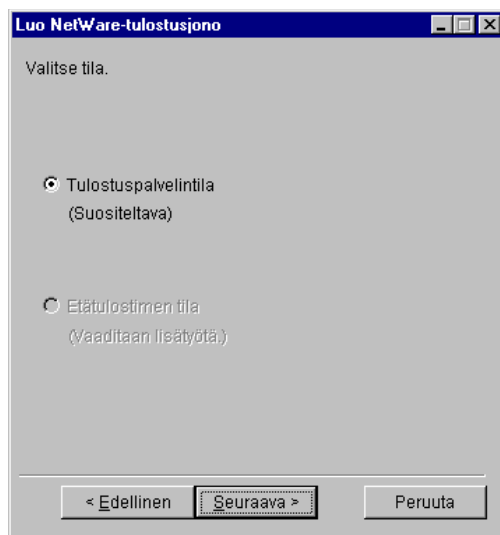 Luo NetWare-tulostusjono
Valitse tila.
Tulostuspalvelintila
(Suositeltava)
Etätulostimen tila
(Vaaditaan lisätyötä.)
< Edellinen Seuraava > Peruuta